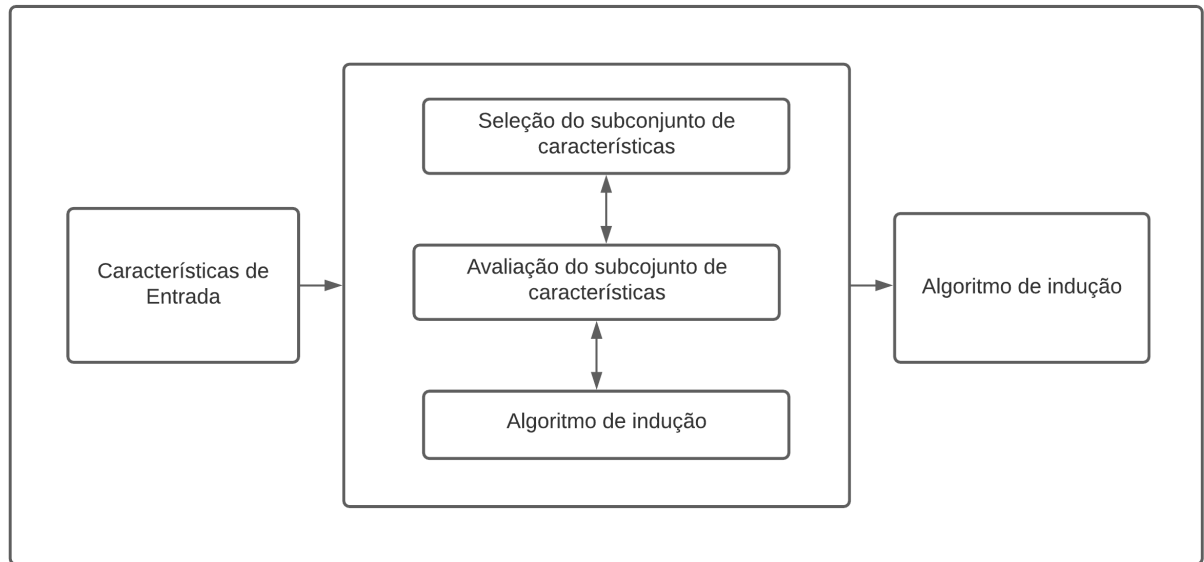 Seleção do subconjunto de
características
Características de
Entrada
Avaliação do subcojunto de
características
Algoritmo de indução
Algoritmo de indução